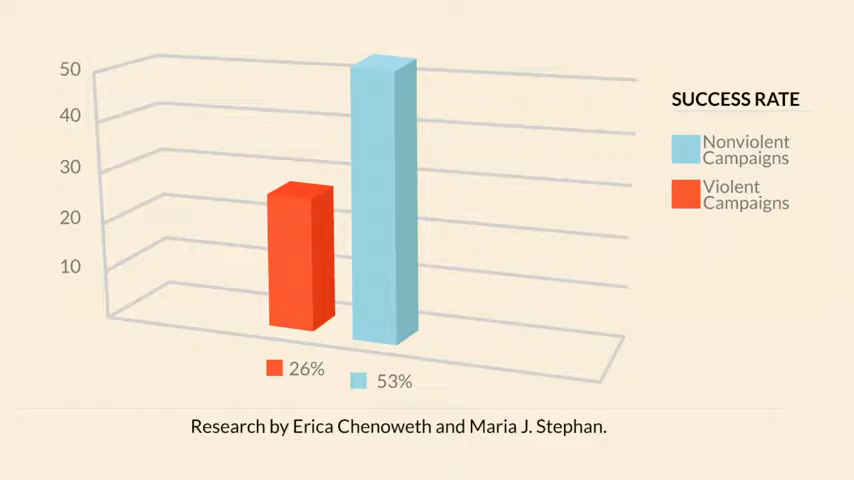 50
40
30
20
10
SUCCESS RATE
Nonviolent
Campaigns
Violent
Campaigns
26%
53%
Research by Erica Chenoweth and Maria J. Stephan.